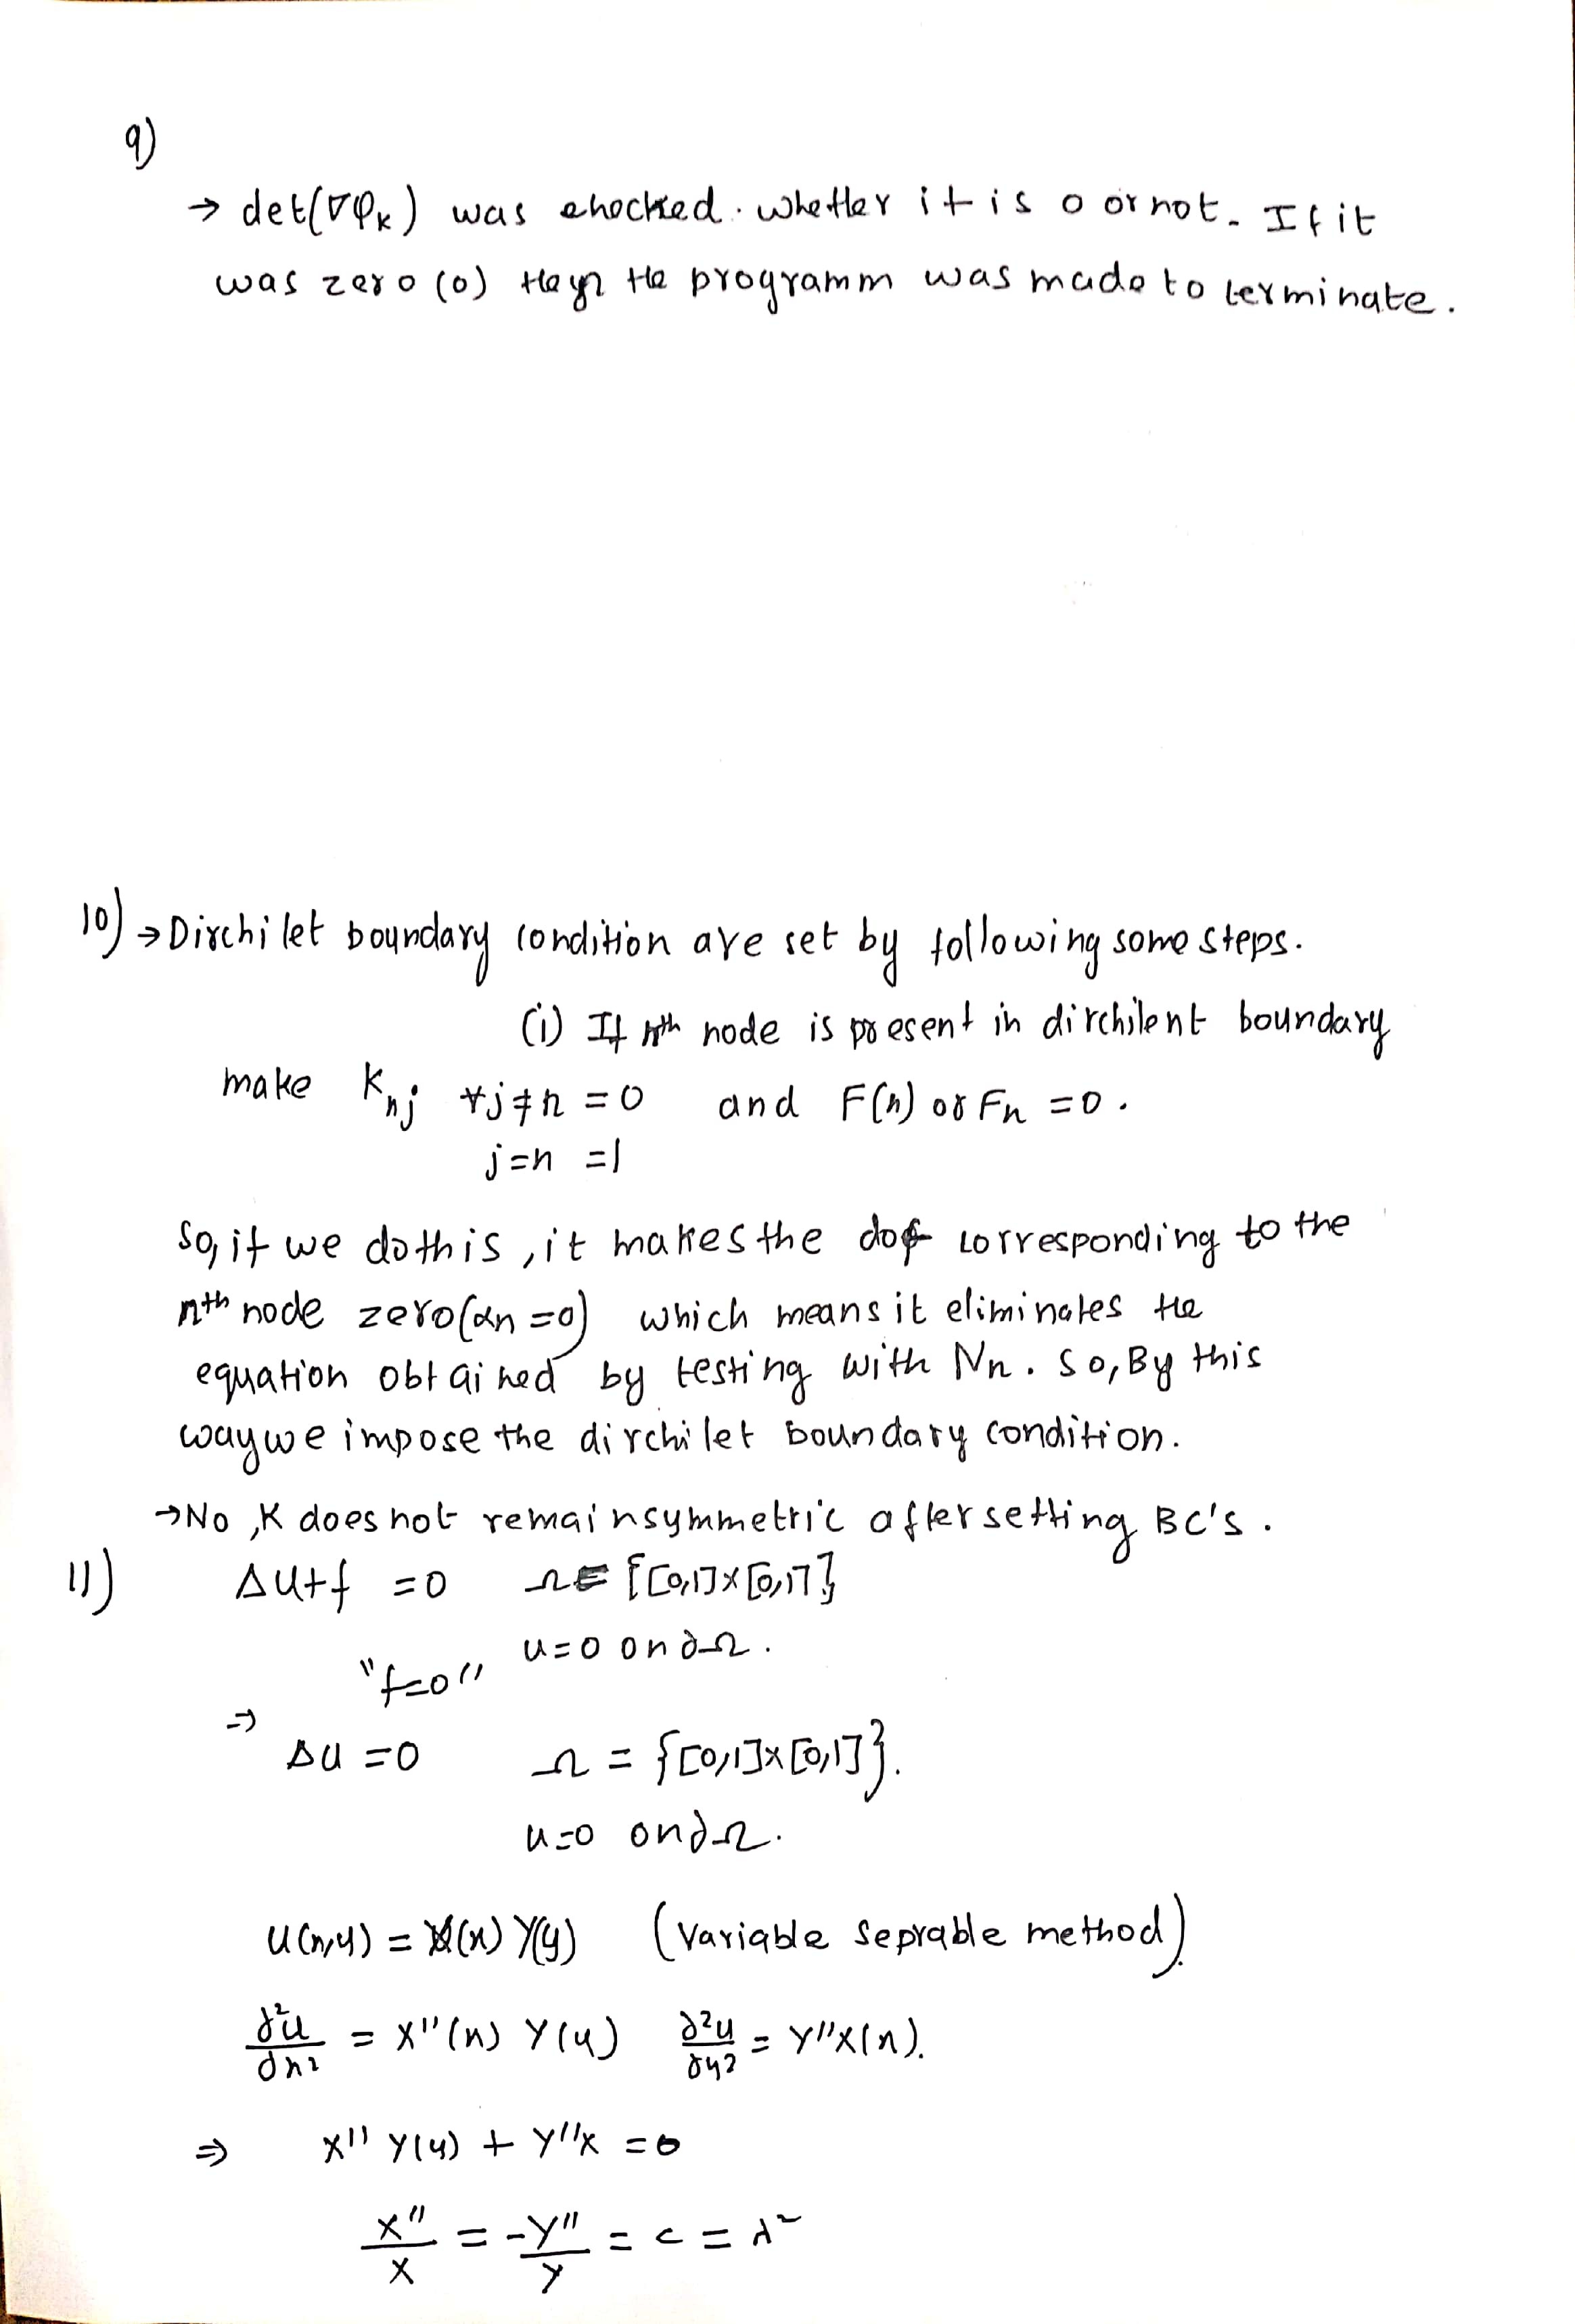 9)
→ det(∇φ_K) was checked. whether it is 0 or not. If it
was zero (0) then the programm was made to terminate.
10) → Dirchilet boundary condition are set by following some steps.
(i) If nth node is present in dirchilent boundary
make K_nj ∀j≠n = 0 and F(n) or Fn = 0.
j=n =1
So, if we do this, it makes the dof corresponding to the
nth node zero (αn = 0) which means it eliminates the
equation obtained by testing with Nn. So, By this
way we impose the dirchilet boundary condition.
→ No, K does not remain symmetric after setting BC's.
11) Δu+f = 0 Ω∈ {[0,1]×[0,1]}
u=0 on ∂Ω.
"f=0"
⇒
Δu = 0 Ω = {[0,1]×[0,1]}.
u=0 on ∂Ω.
u(x,y) = X(x) Y(y) (Variable seprable method).
∂²u/∂x² = X''(x) Y(y) ∂²u/∂y² = Y''X(x).
⇒ X'' Y(y) + Y''X = 0
X''/X = -Y''/Y = c = λ²